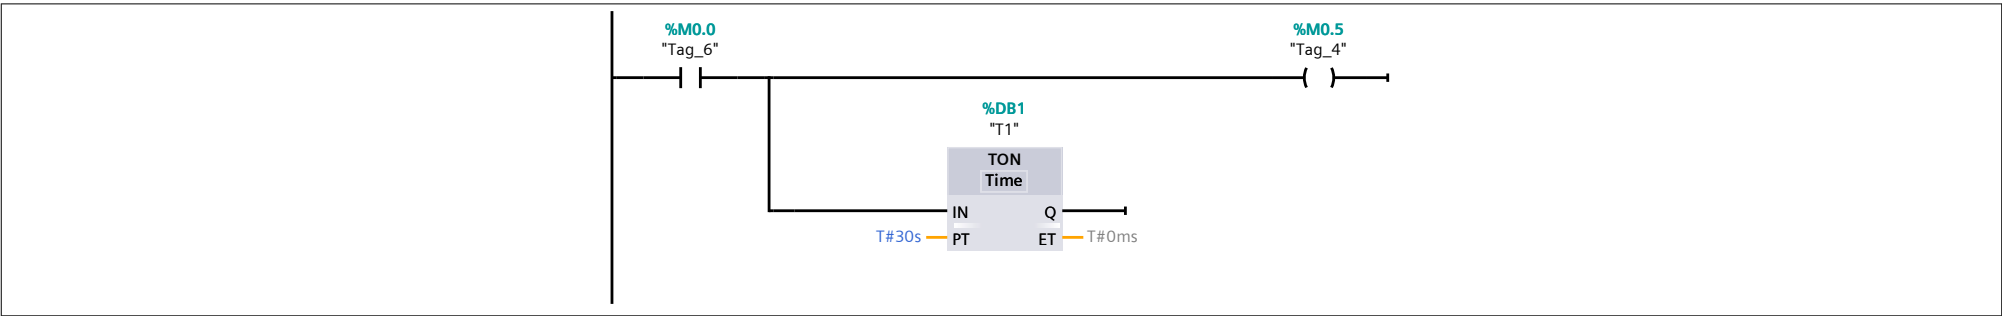 %M0.0
"Tag_6"
%M0.5
"Tag_4"
%DB1
"T1"
TON
Time
IN Q
T#30s PT ET T#0ms